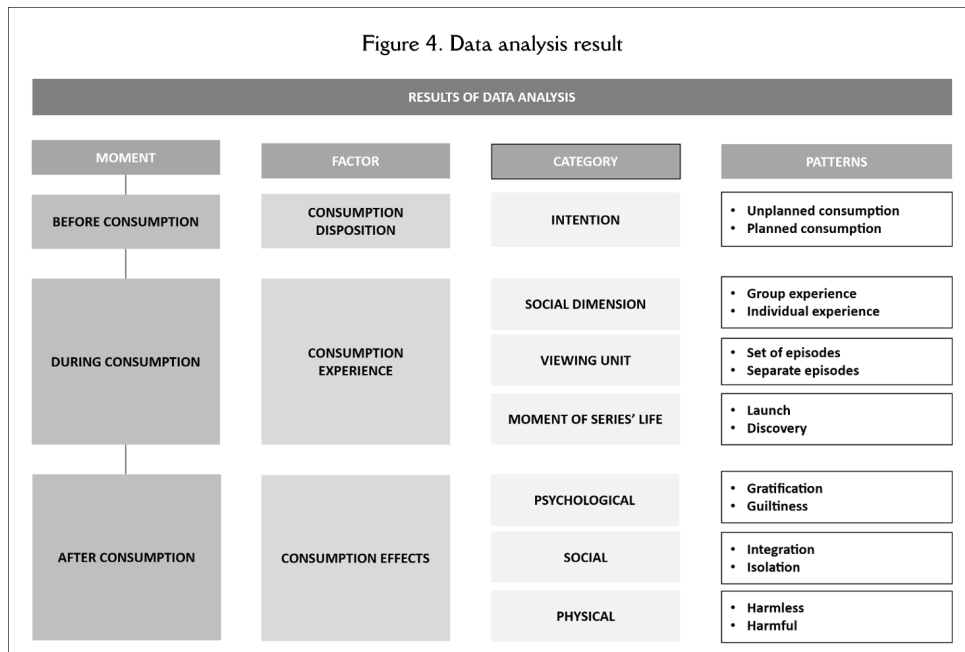 Figure 4. Data analysis result
RESULTS OF DATA ANALYSIS
MOMENT
FACTOR
CATEGORY
PATTERNS
BEFORE CONSUMPTION
CONSUMPTION
DISPOSITION
INTENTION
• Unplanned consumption
• Planned consumption
DURING CONSUMPTION
CONSUMPTION
EXPERIENCE
SOCIAL DIMENSION
• Group experience
• Individual experience
VIEWING UNIT
• Set of episodes
• Separate episodes
MOMENT OF SERIES’ LIFE
• Launch
• Discovery
AFTER CONSUMPTION
CONSUMPTION EFFECTS
PSYCHOLOGICAL
• Gratification
• Guiltiness
SOCIAL
• Integration
• Isolation
PHYSICAL
• Harmless
• Harmful